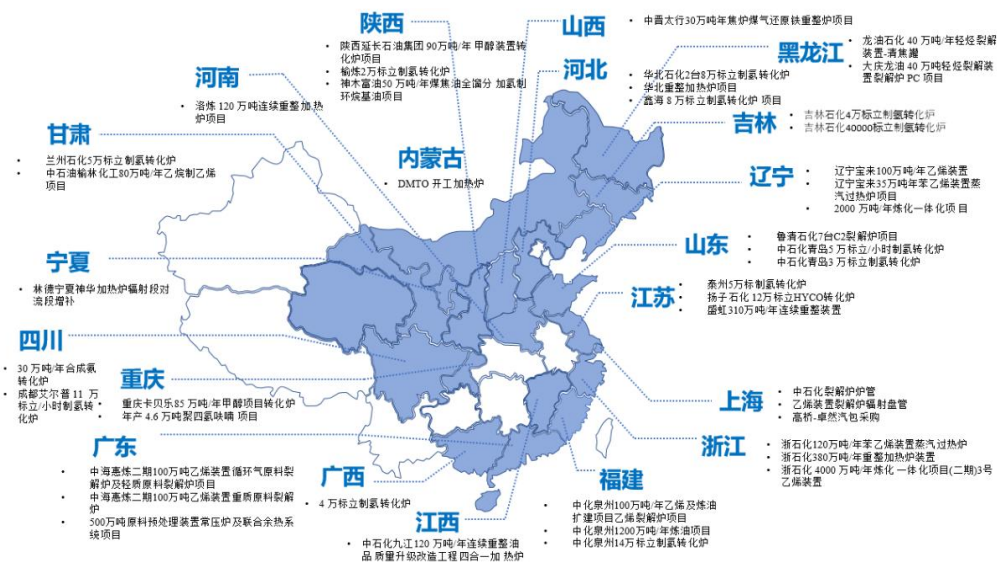 陕西
陕西延长石油集团 90万吨/年 甲醇装置转
化炉项目
榆炼2万标立制氢转化炉
神木富油50 万吨/年煤焦油全馏分 加氢制
环烷基油项目
山西
中晋太行30万吨年焦炉煤气还原铁重整炉项目
黑龙江
龙油石化 40 万吨/年轻烃裂解
装置-清焦罐
大庆龙油 40 万吨轻烃裂解装
置裂解炉 PC 项目
河南
洛炼 120 万吨连续重整加 热
炉项目
河北
华北石化2台8万标立制氢转化炉
华北重整加热炉项目
鑫海 8 万标立制氢转化炉 项目
吉林
吉林石化4万标立制氢转化炉
吉林石化40000标立制氢转化炉
甘肃
兰州石化5万标立制氢转化炉
中石油榆林化工80万吨/年乙烷制乙烯
项目
内蒙古
DMTO 开工加热炉
辽宁
辽宁宝来100万吨/年乙烯装置
辽宁宝来35万吨年苯乙烯装置蒸
汽过热炉项目
2000 万吨/年炼化一体化项目
山东
鲁清石化7台C2裂解炉项目
中石化青岛5 万标立/小时制氢转化炉
中石化青岛3 万标立制氢转化炉
宁夏
林德宁夏神华加热炉辐射段对
流段增补
江苏
泰州5万标制氢转化炉
扬子石化 12万标立HYCO转化炉
盛虹310万吨/年连续重整装置
四川
30 万吨/年合成氨
转化炉
成都艾尔普 11 万
标立/小时制氢转
化炉
重庆
重庆卡贝乐85 万吨/年甲醇项目转化炉
年产 4.6 万吨聚四氢呋喃 项目
上海
中石化裂解炉炉管
乙烯装置裂解炉辐射盘管
高桥-卓然汽包采购
浙江
浙石化120万吨/年苯乙烯装置蒸汽过热炉
浙石化380万吨/年重整加热炉装置
浙石化 4000 万吨/年炼化 一体化项目(二期)3号
乙烯装置
广东
中海惠炼二期100万吨乙烯装置循环气原料裂
解炉及轻质原料裂解炉项目
中海惠炼二期100万吨乙烯装置重质原料裂解
炉
500万吨原料预处理装置常压炉及联合余热系
统项目
广西
4 万标立制氢转化炉
福建
中化泉州100万吨/年乙烯及炼油
扩建项目乙烯裂解炉项目
中化泉州1200万吨/年炼油项目
中化泉州14万标立制氢转化炉
江西
中石化九江120 万吨/年连续重整油
品 质量升级改造工程 四合一加 热炉